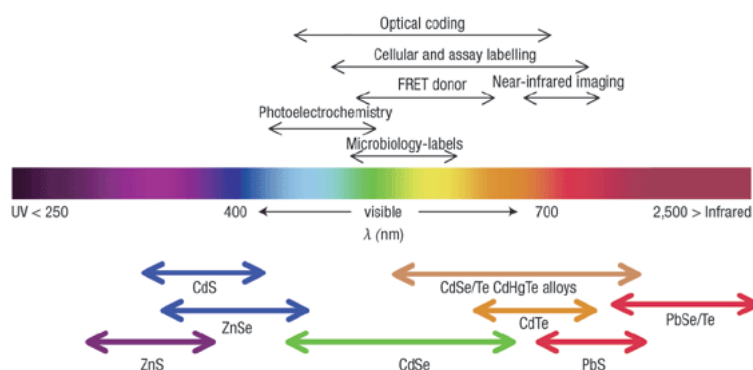 Optical coding
Cellular and assay labelling
FRET donor
Near-infrared imaging
Photoelectrochemistry
Microbiology-labels
UV < 250
400
visible
700
2,500 > Infrared
λ (nm)
CdS
CdSe/Te CdHgTe alloys
ZnSe
CdTe
PbSe/Te
ZnS
CdSe
PbS